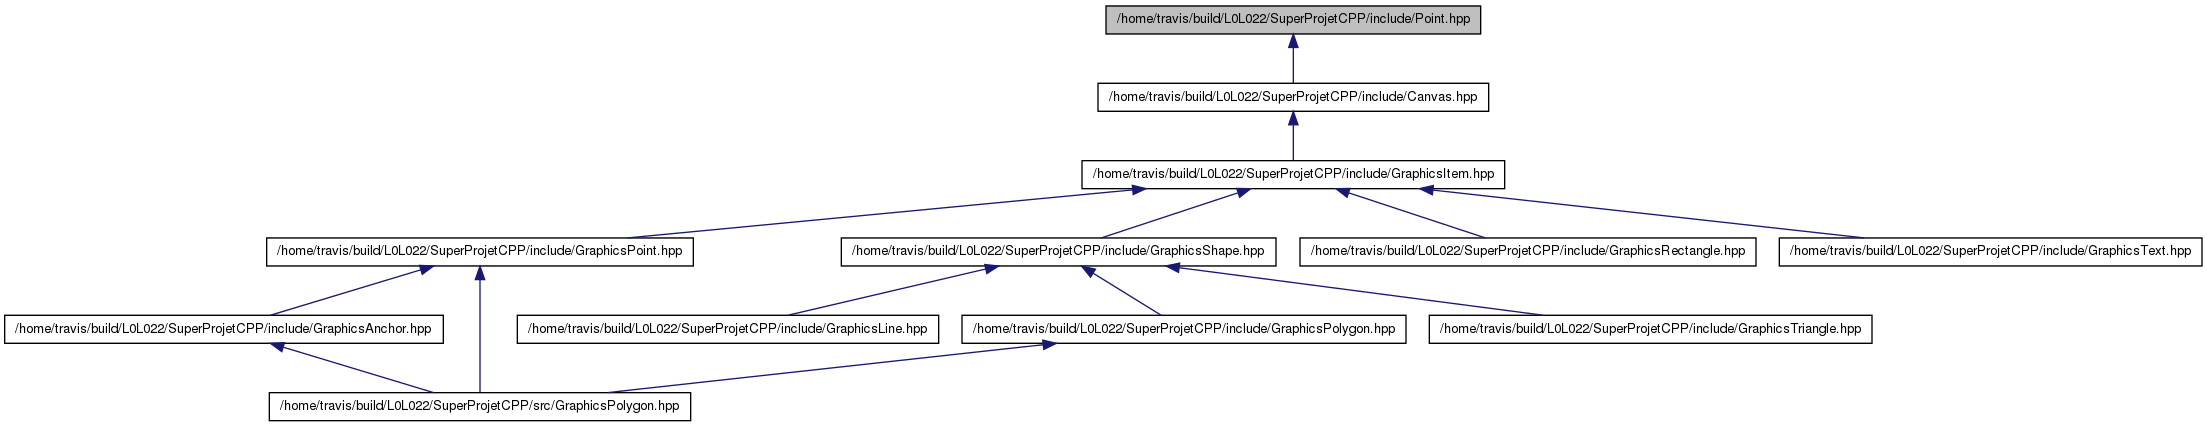 /home/travis/build/L0L022/SuperProjetCPP/include/Point.hpp
/home/travis/build/L0L022/SuperProjetCPP/include/Canvas.hpp
/home/travis/build/L0L022/SuperProjetCPP/include/GraphicsItem.hpp
/home/travis/build/L0L022/SuperProjetCPP/include/GraphicsPoint.hpp
/home/travis/build/L0L022/SuperProjetCPP/include/GraphicsShape.hpp
/home/travis/build/L0L022/SuperProjetCPP/include/GraphicsRectangle.hpp
/home/travis/build/L0L022/SuperProjetCPP/include/GraphicsText.hpp
/home/travis/build/L0L022/SuperProjetCPP/include/GraphicsAnchor.hpp
/home/travis/build/L0L022/SuperProjetCPP/include/GraphicsLine.hpp
/home/travis/build/L0L022/SuperProjetCPP/include/GraphicsPolygon.hpp
/home/travis/build/L0L022/SuperProjetCPP/include/GraphicsTriangle.hpp
/home/travis/build/L0L022/SuperProjetCPP/src/GraphicsPolygon.hpp